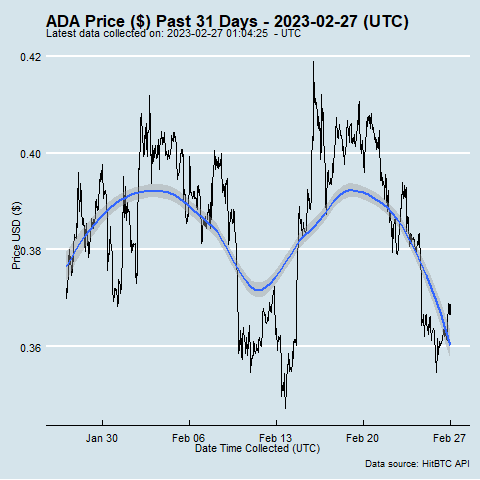 ADA Price ($) Past 31 Days - 2023-02-27 (UTC)
Latest data collected on: 2023-02-27 01:04:25 - UTC
0.42
0.40
0.38
0.36
Price USD ($)
Jan 30
Feb 06
Feb 13
Feb 20
Feb 27
Date Time Collected (UTC)
Data source: HitBTC API